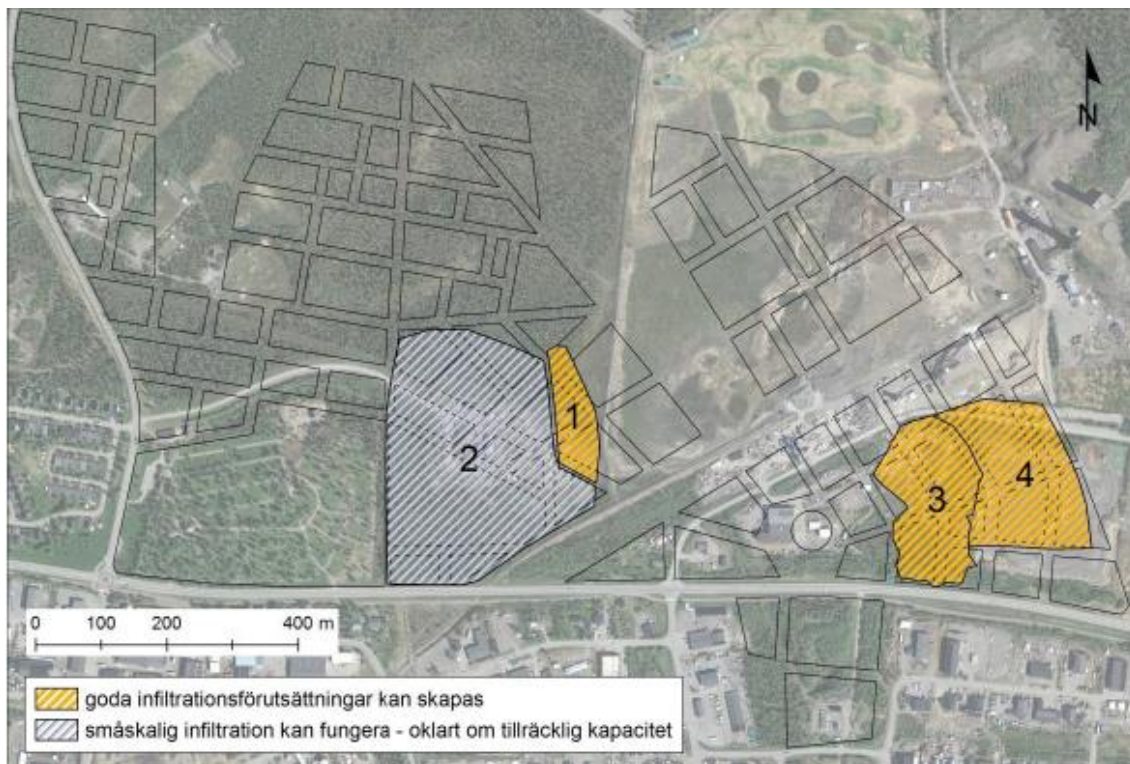 N
1
2
3
4
0 100 200 400 m
goda infiltrationsförutsättningar kan skapas
småskalig infiltration kan fungera - oklart om tillräcklig kapacitet